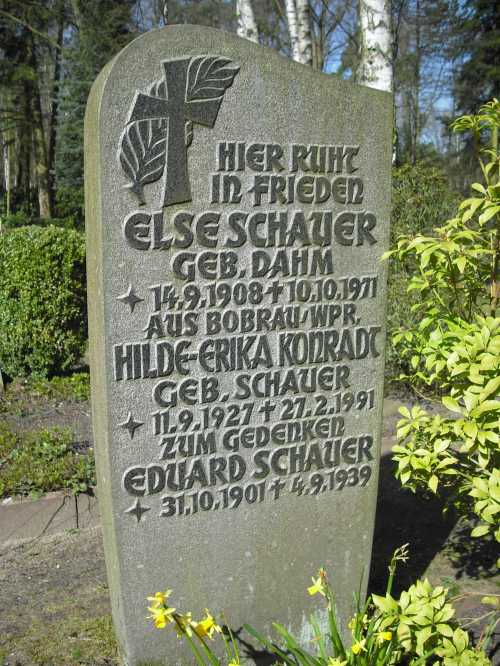 HIER RUHT
IN FRIEDEN
ELSE SCHAUER
GEB. DAHM
14.9.1908 † 10.10.1971
AUS BOBRAU/WPR.
HILDE-ERIKA KONRADT
GEB. SCHAUER
11.9.1927 † 27.2.1991
ZUM GEDENKEN
EDUARD SCHAUER
31.10.1901 † 4.9.1939